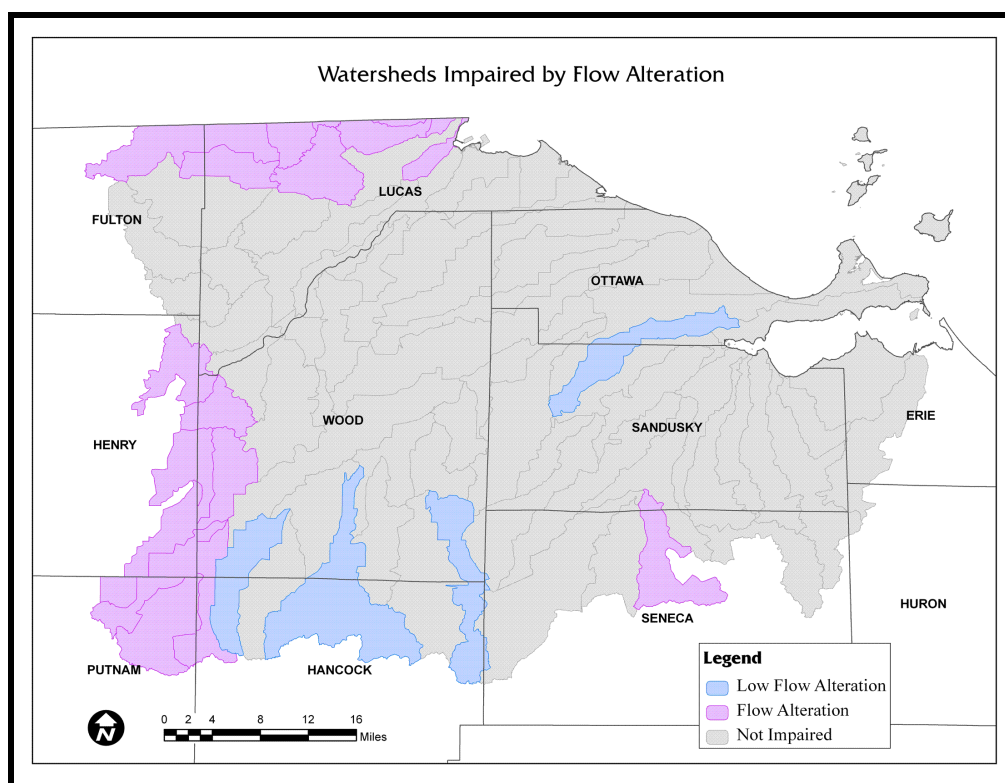 Watersheds Impaired by Flow Alteration
LUCAS
FULTON
OTTAWA
WOOD
SANDUSKY
ERIE
HENRY
HURON
SENECA
PUTNAM
HANCOCK
Legend
Low Flow Alteration
Flow Alteration
Not Impaired
N
0 2 4 8 12 16
Miles